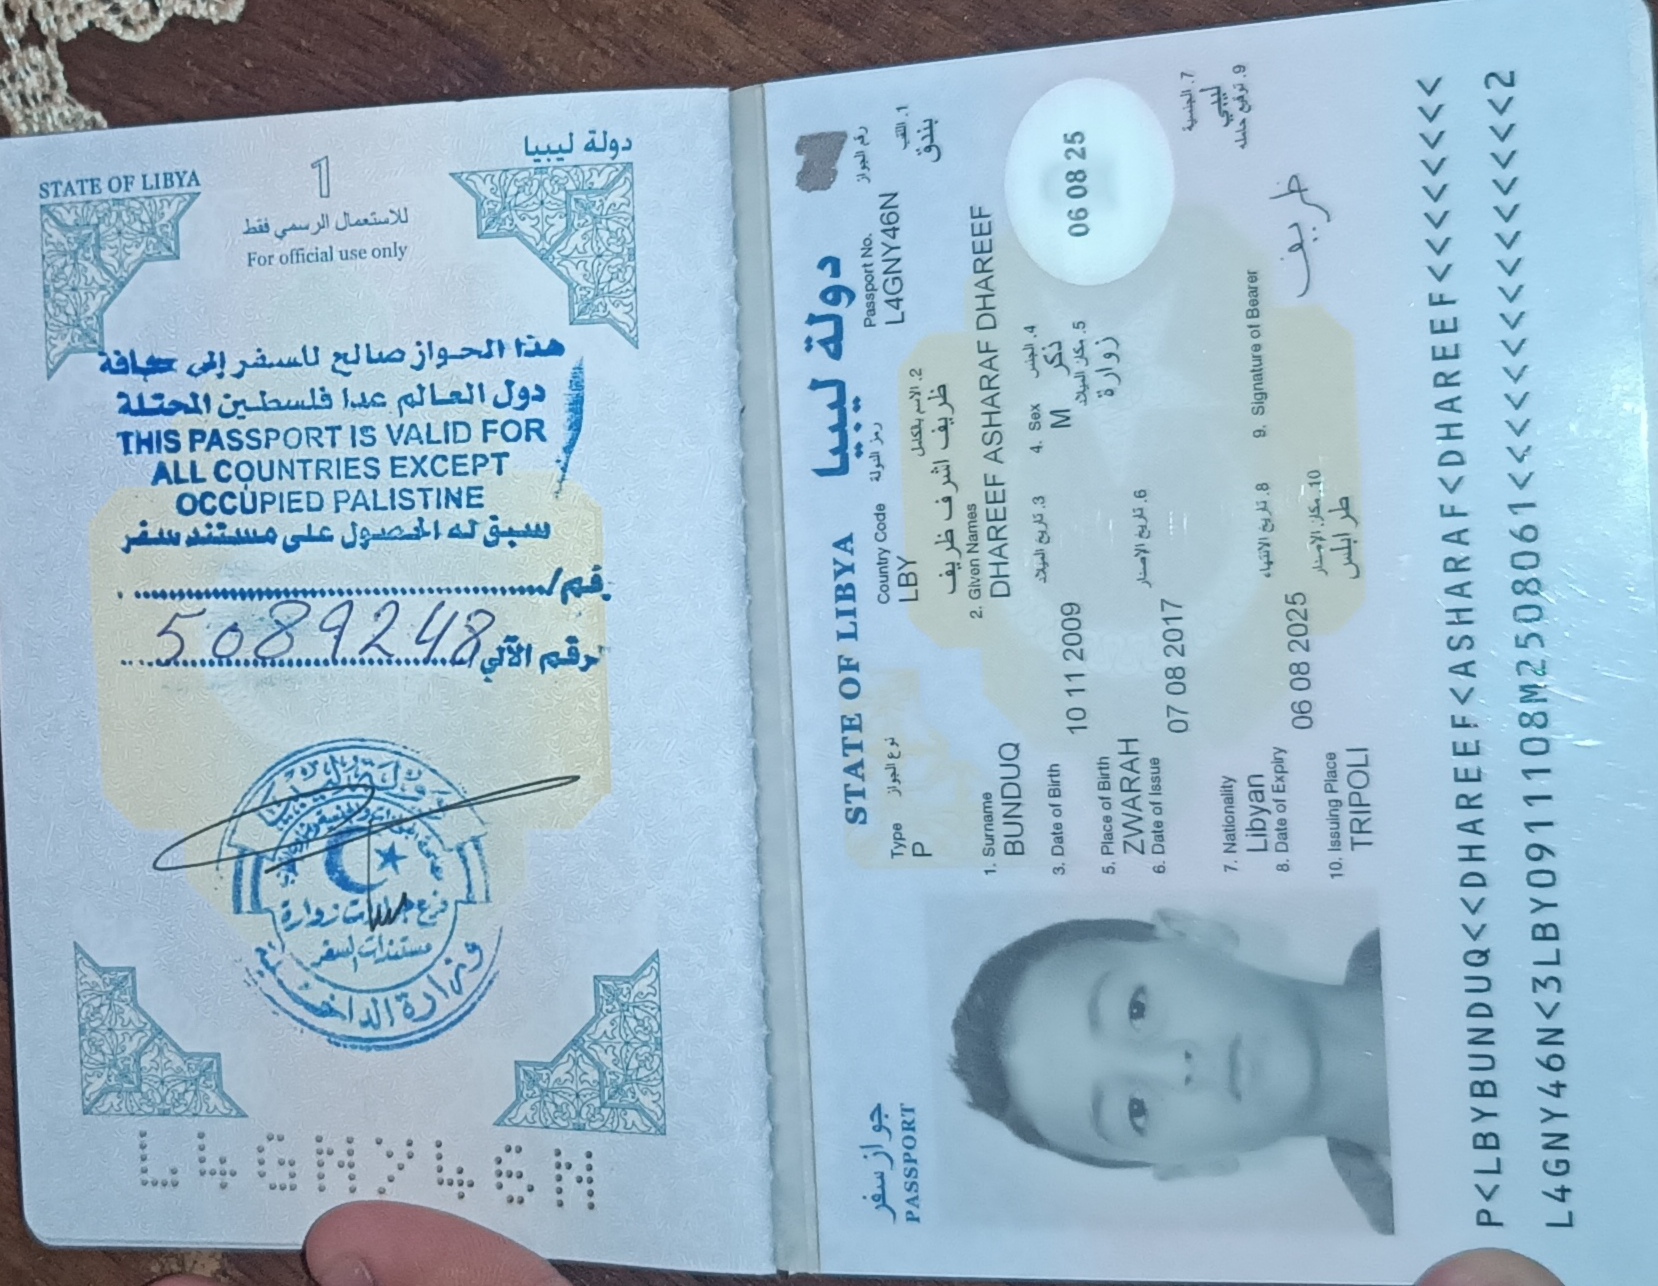 STATE OF LIBYA
1
دولة ليبيا
للاستعمال الرسمي فقط
For official use only
هذا الجواز صالح للسفر إلى كافة
دول العالم عدا فلسطين المحتلة
THIS PASSPORT IS VALID FOR
ALL COUNTRIES EXCEPT
OCCUPIED PALISTINE
سبق له الحصول على مستند سفر
رقم/
الرقم الآلي 5089248
فرع جوازات زوارة
مستندات السفر
وزارة الداخلية
L4GNY46N
STATE OF LIBYA دولة ليبيا
جواز سفر
PASSPORT
Type نوع الجواز
P
Country Code رمز الدولة
LBY
Passport No. رقم الجواز
L4GNY46N
1. Surname 1. اللقب
BUNDUQ بندق
2. Given Names 2. الاسم بالكامل
ظريف اشرف ظريف
DHAREEF ASHARAF DHAREEF
3. Date of Birth 3. تاريخ الميلاد
10 11 2009
4. Sex 4. الجنس
M ذكر
5. Place of Birth 5. مكان الميلاد
ZWARAH زوارة
6. Date of Issue 6. تاريخ الإصدار
07 08 2017
06 08 25
7. Nationality 7. الجنسية
Libyan ليبي
8. Date of Expiry 8. تاريخ الانتهاء
06 08 2025
9. Signature of Bearer 9. توقيع حامله
ظريف
10. Issuing Place 10. مكان الإصدار
TRIPOLI طرابلس
P<LBYBUNDUQ<<DHAREEF<ASHARAF<DHAREEF<<<<<<<<
L4GNY46N<3LBY0911108M2508061<<<<<<<<<<<<<<<2